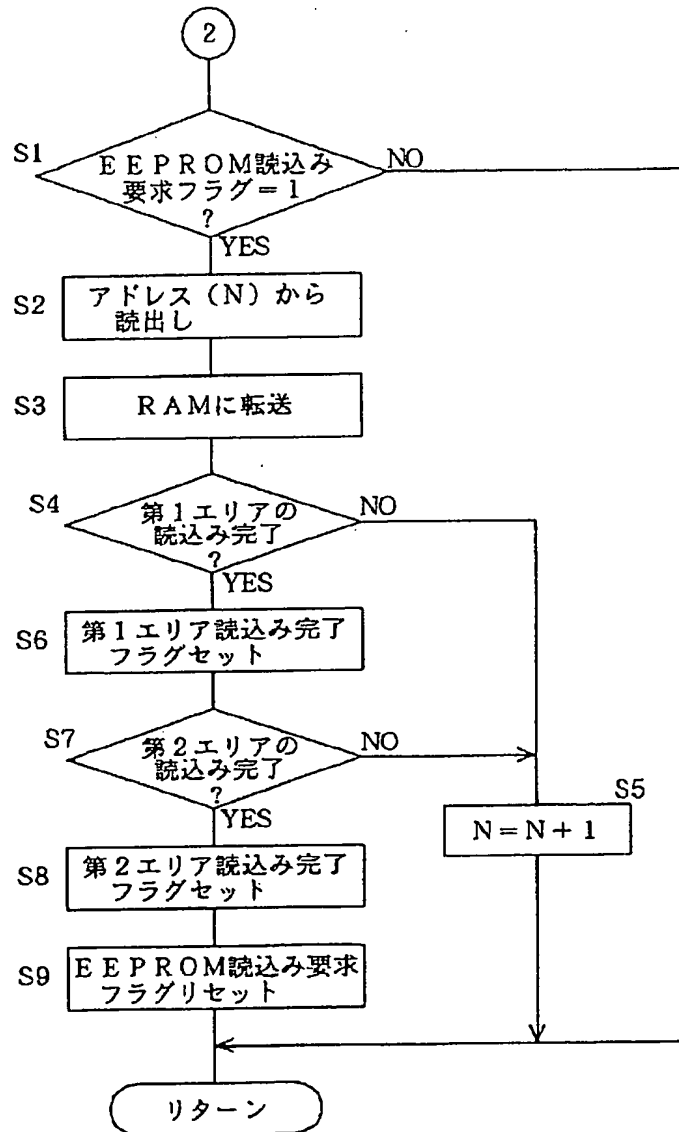 2
S1
EEPROM読込み
要求フラグ=1
?
NO
YES
S2
アドレス(N)から
読出し
S3
RAMに転送
S4
第1エリアの
読込み完了
?
NO
YES
S6
第1エリア読込み完了
フラグセット
S7
第2エリアの
読込み完了
?
NO
YES
S5
N=N+1
S8
第2エリア読込み完了
フラグセット
S9
EEPROM読込み要求
フラグリセット
リターン